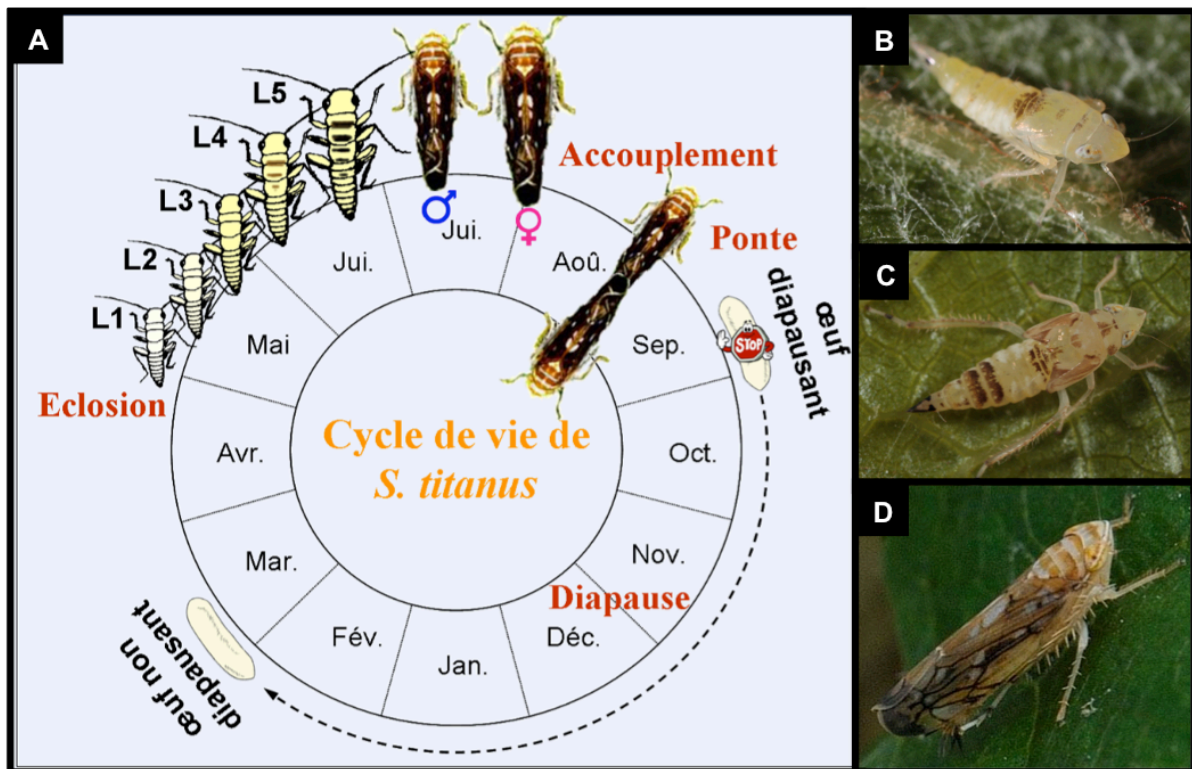 A
L5
L4
L3
L2
L1
Accouplement
Ponte
œuf
diapausant
STOP
Eclosion
Jui.
Jui.
Aoû.
Mai
Sep.
Avr.
Oct.
Mar.
Nov.
Fév.
Jan.
Déc.
Cycle de vie de
S. titanus
Diapause
œuf non
diapausant
B
C
D